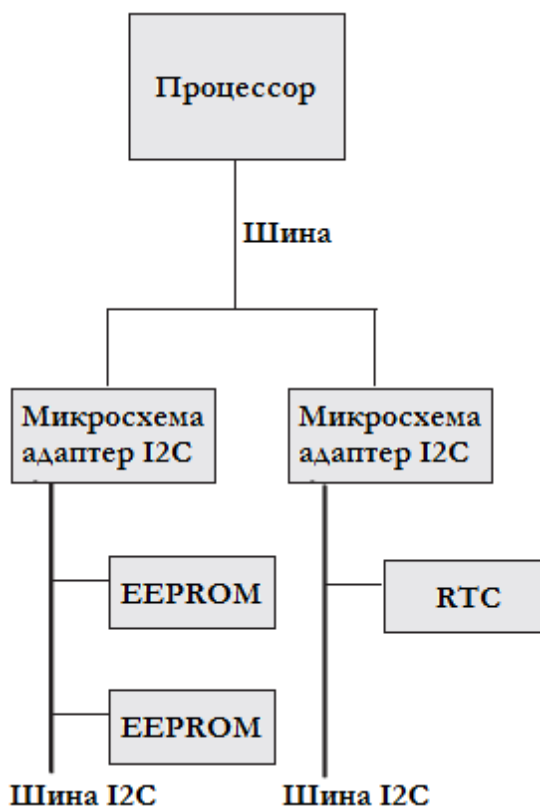 Процессор
Шина
Микросхема
адаптер I2C
Микросхема
адаптер I2C
EEPROM
RTC
EEPROM
Шина I2C
Шина I2C